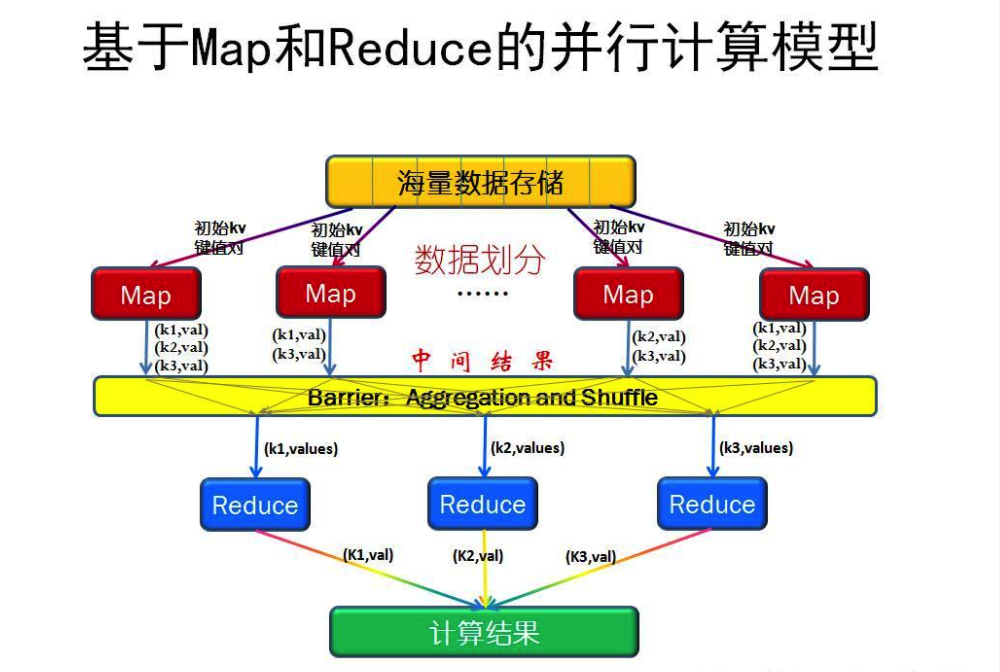 基于Map和Reduce的并行计算模型
海量数据存储
初始kv
键值对
初始kv
键值对
初始kv
键值对
初始kv
键值对
数据划分
......
Map
Map
Map
Map
(k1,val)
(k2,val)
(k3,val)
(k1,val)
(k3,val)
(k2,val)
(k3,val)
(k1,val)
(k2,val)
(k3,val)
中 间 结 果
Barrier: Aggregation and Shuffle
(k1,values)
(k2,values)
(k3,values)
Reduce
Reduce
Reduce
(K1,val)
(K2,val)
(K3,val)
计算结果